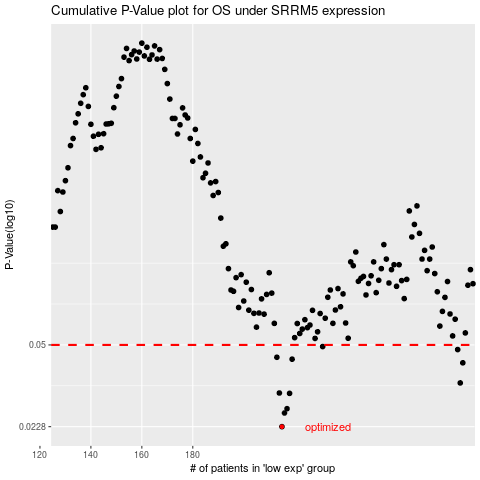 Cumulative P-Value plot for OS under SRRM5 expression
P-Value(log10)
0.05
0.0228
optimized
120 140 160 180
# of patients in 'low exp' group